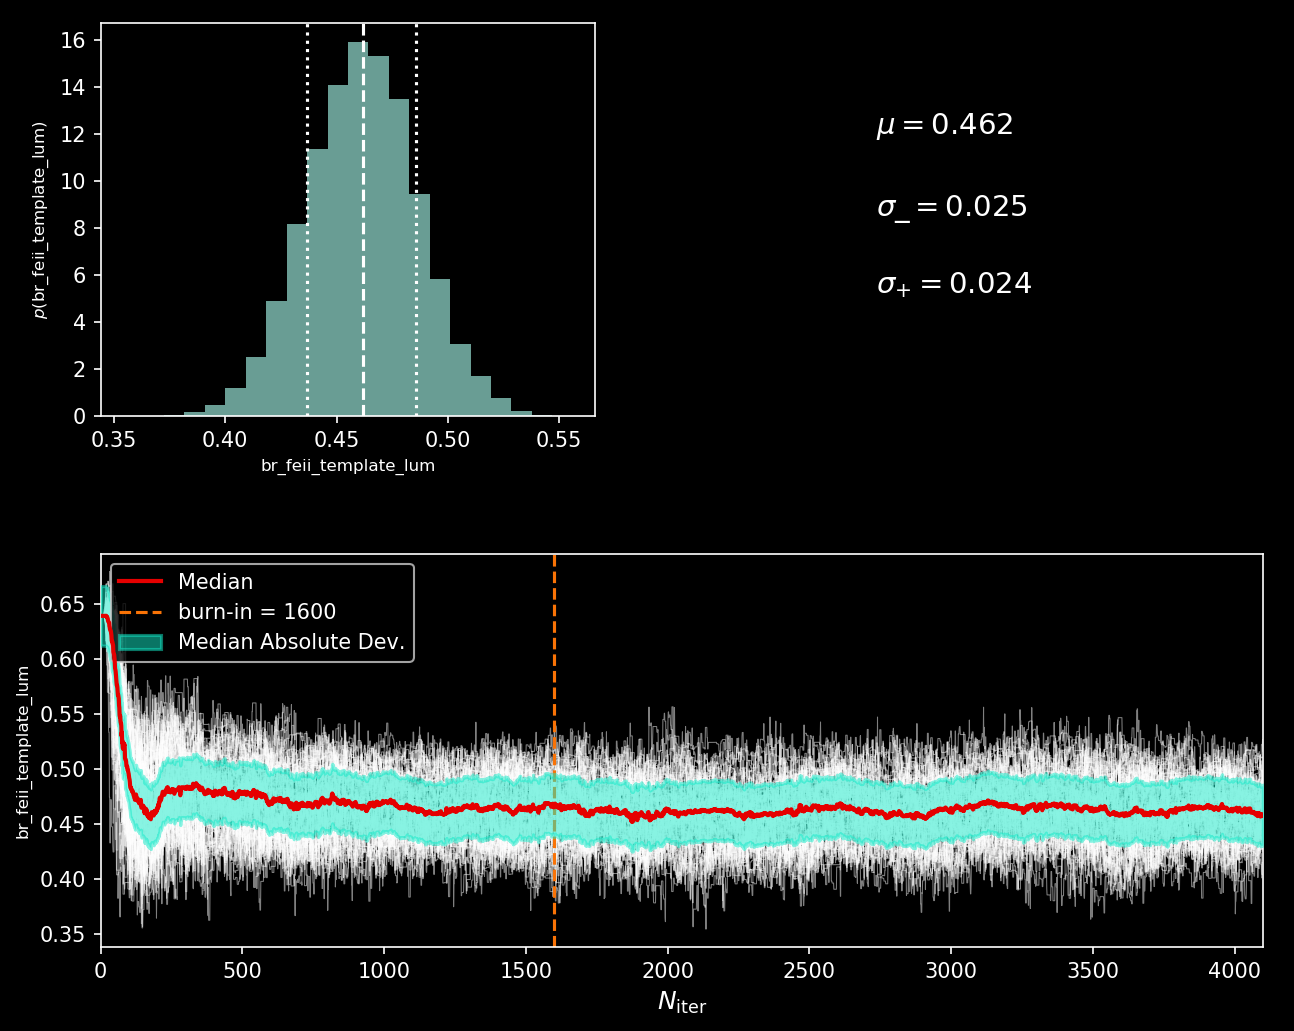 16
14
12
10
8
6
4
2
0
p(br_feii_template_lum)
0.35 0.40 0.45 0.50 0.55
br_feii_template_lum
μ = 0.462
σ_ = 0.025
σ+ = 0.024
Median
burn-in = 1600
Median Absolute Dev.
0.65
0.60
0.55
0.50
0.45
0.40
0.35
br_feii_template_lum
0 500 1000 1500 2000 2500 3000 3500 4000
N_iter